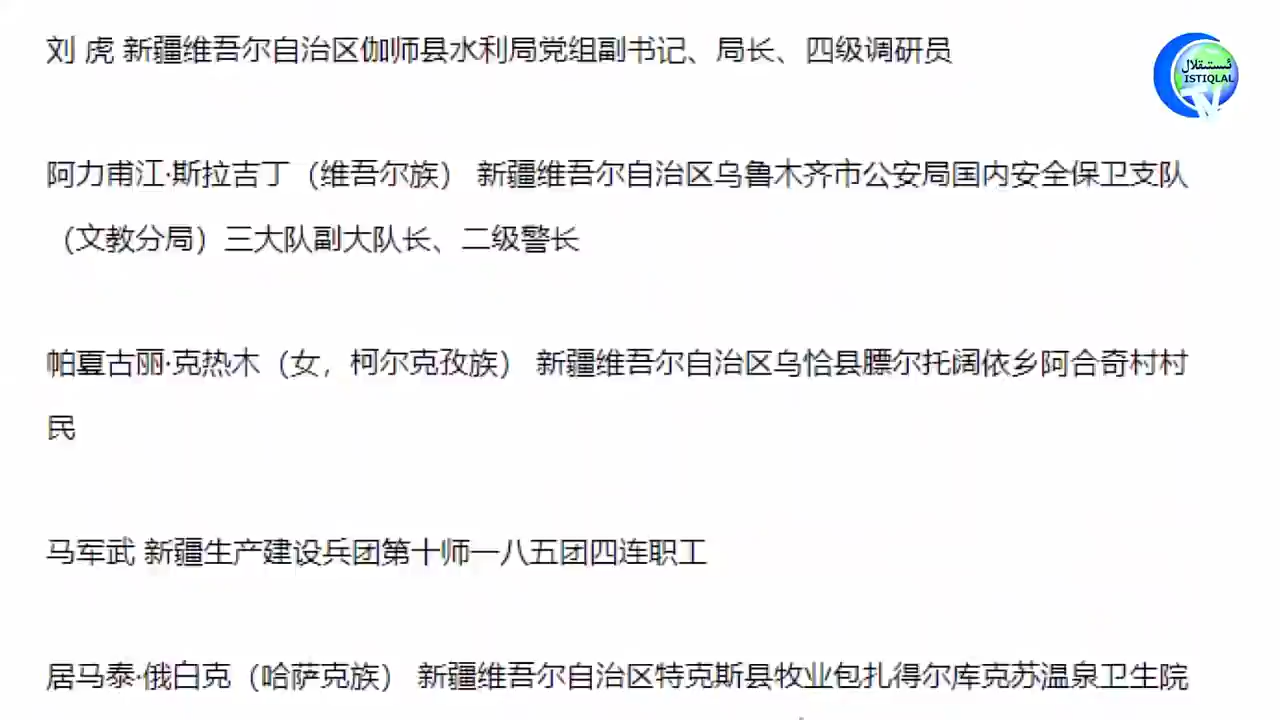 刘 虎 新疆维吾尔自治区伽师县水利局党组副书记、局长、四级调研员
ئىستىقلال
ISTIQLAL
TV
阿力甫江·斯拉吉丁（维吾尔族） 新疆维吾尔自治区乌鲁木齐市公安局国内安全保卫支队
（文教分局）三大队副大队长、二级警长
帕夏古丽·克热木（女，柯尔克孜族） 新疆维吾尔自治区乌恰县膘尔托阔依乡阿合奇村村
民
马军武 新疆生产建设兵团第十师一八五团四连职工
居马泰·俄白克（哈萨克族） 新疆维吾尔自治区特克斯县牧业包扎得尔库克苏温泉卫生院